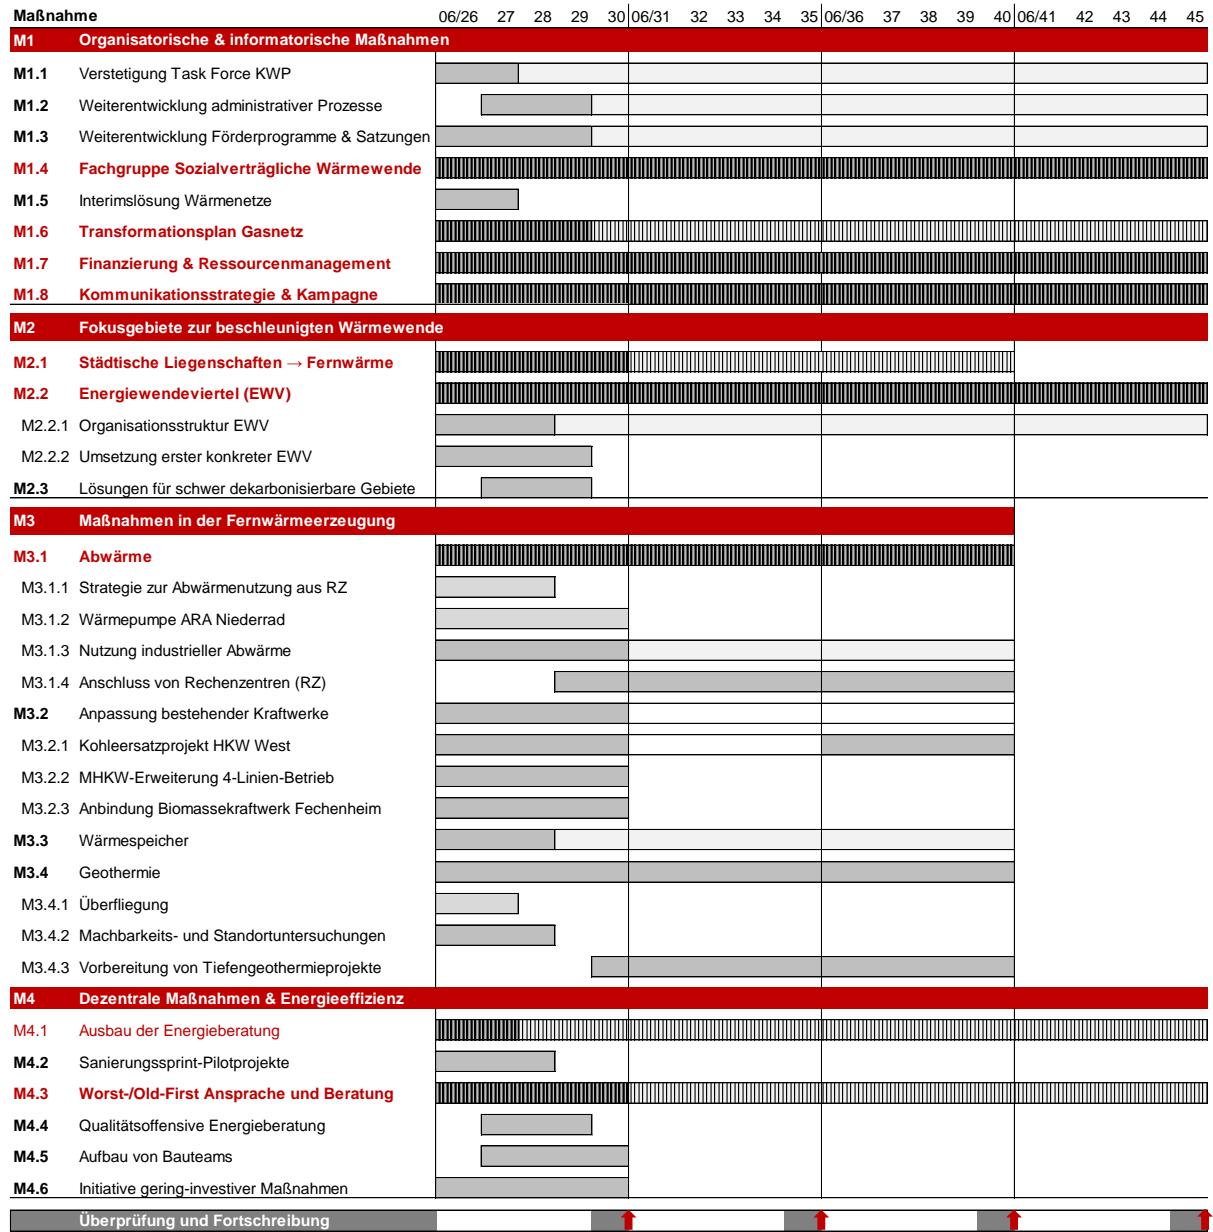 Maßnahme 06/26 27 28 29 30 06/31 32 33 34 35 06/36 37 38 39 40 06/41 42 43 44 45
M1 Organisatorische & informatorische Maßnahmen
M1.1 Verstetigung Task Force KWP
M1.2 Weiterentwicklung administrativer Prozesse
M1.3 Weiterentwicklung Förderprogramme & Satzungen
M1.4 Fachgruppe Sozialverträgliche Wärmewende
M1.5 Interimslösung Wärmenetze
M1.6 Transformationsplan Gasnetz
M1.7 Finanzierung & Ressourcenmanagement
M1.8 Kommunikationsstrategie & Kampagne
M2 Fokusgebiete zur beschleunigten Wärmewende
M2.1 Städtische Liegenschaften → Fernwärme
M2.2 Energiewendeviertel (EWV)
M2.2.1 Organisationsstruktur EWV
M2.2.2 Umsetzung erster konkreter EWV
M2.3 Lösungen für schwer dekarbonisierbare Gebiete
M3 Maßnahmen in der Fernwärmeerzeugung
M3.1 Abwärme
M3.1.1 Strategie zur Abwärmenutzung aus RZ
M3.1.2 Wärmepumpe ARA Niederrad
M3.1.3 Nutzung industrieller Abwärme
M3.1.4 Anschluss von Rechenzentren (RZ)
M3.2 Anpassung bestehender Kraftwerke
M3.2.1 Kohleersatzprojekt HKW West
M3.2.2 MHKW-Erweiterung 4-Linien-Betrieb
M3.2.3 Anbindung Biomassekraftwerk Fechenheim
M3.3 Wärmespeicher
M3.4 Geothermie
M3.4.1 Überfliegung
M3.4.2 Machbarkeits- und Standortuntersuchungen
M3.4.3 Vorbereitung von Tiefengeothermieprojekte
M4 Dezentrale Maßnahmen & Energieeffizienz
M4.1 Ausbau der Energieberatung
M4.2 Sanierungssprint-Pilotprojekte
M4.3 Worst-/Old-First Ansprache und Beratung
M4.4 Qualitätsoffensive Energieberatung
M4.5 Aufbau von Bauteams
M4.6 Initiative gering-investiver Maßnahmen
Überprüfung und Fortschreibung